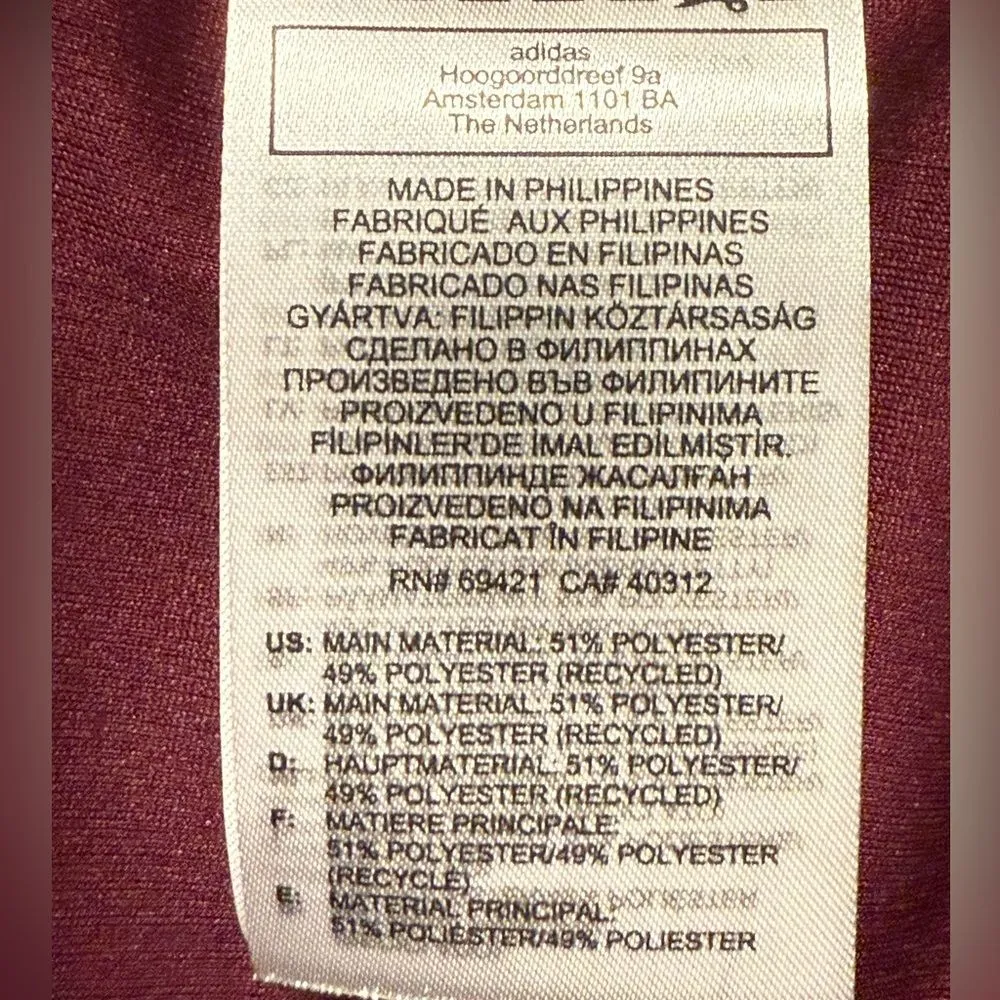 adidas
Hoogoorddreef 9a
Amsterdam 1101 BA
The Netherlands
MADE IN PHILIPPINES
FABRIQUÉ AUX PHILIPPINES
FABRICADO EN FILIPINAS
FABRICADO NAS FILIPINAS
GYÁRTVA: FILIPPIN KÖZTÁRSASÁG
СДЕЛАНО В ФИЛИППИНАХ
ПРОИЗВЕДЕНО ВЪВ ФИЛИПИНИТЕ
PROIZVEDENO U FILIPINIMA
FİLİPİNLER'DE İMAL EDİLMİŞTİR.
ФИЛИППИНДЕ ЖАСАЛҒАН
PROIZVEDENO NA FILIPINIMA
FABRICAT ÎN FILIPINE
RN# 69421 CA# 40312
US: MAIN MATERIAL: 51% POLYESTER/
49% POLYESTER (RECYCLED)
UK: MAIN MATERIAL: 51% POLYESTER/
49% POLYESTER (RECYCLED)
D: HAUPTMATERIAL: 51% POLYESTER/
49% POLYESTER (RECYCLED)
F: MATIERE PRINCIPALE:
51% POLYESTER/49% POLYESTER
(RECYCLÉ)
E: MATERIAL PRINCIPAL:
51% POLIÉSTER/49% POLIESTER